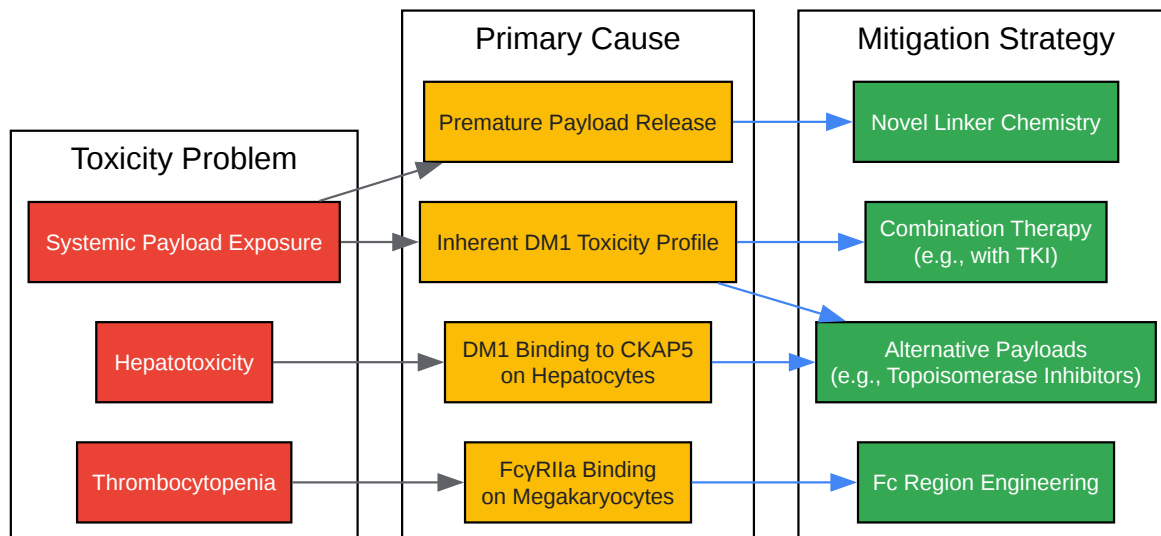 Toxicity Problem
Systemic Payload Exposure
Hepatotoxicity
Thrombocytopenia
Primary Cause
Premature Payload Release
Inherent DM1 Toxicity Profile
DM1 Binding to CKAP5
on Hepatocytes
FcγRIIa Binding
on Megakaryocytes
Mitigation Strategy
Novel Linker Chemistry
Combination Therapy
(e.g., with TKI)
Alternative Payloads
(e.g., Topoisomerase Inhibitors)
Fc Region Engineering